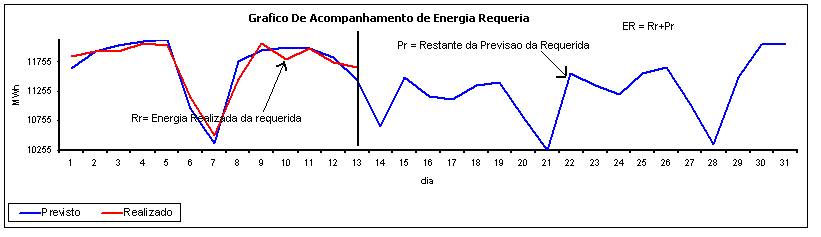 Grafico De Acompanhamento de Energia Requeria
ER = Rr+Pr
Pr = Restante da Previsao da Requerida
11755
11255
10755
10255
MWh
Rr= Energia Realizada da requerida
1 2 3 4 5 6 7 8 9 10 11 12 13 14 15 16 17 18 19 20 21 22 23 24 25 26 27 28 29 30 31
dia
Previsto Realizado